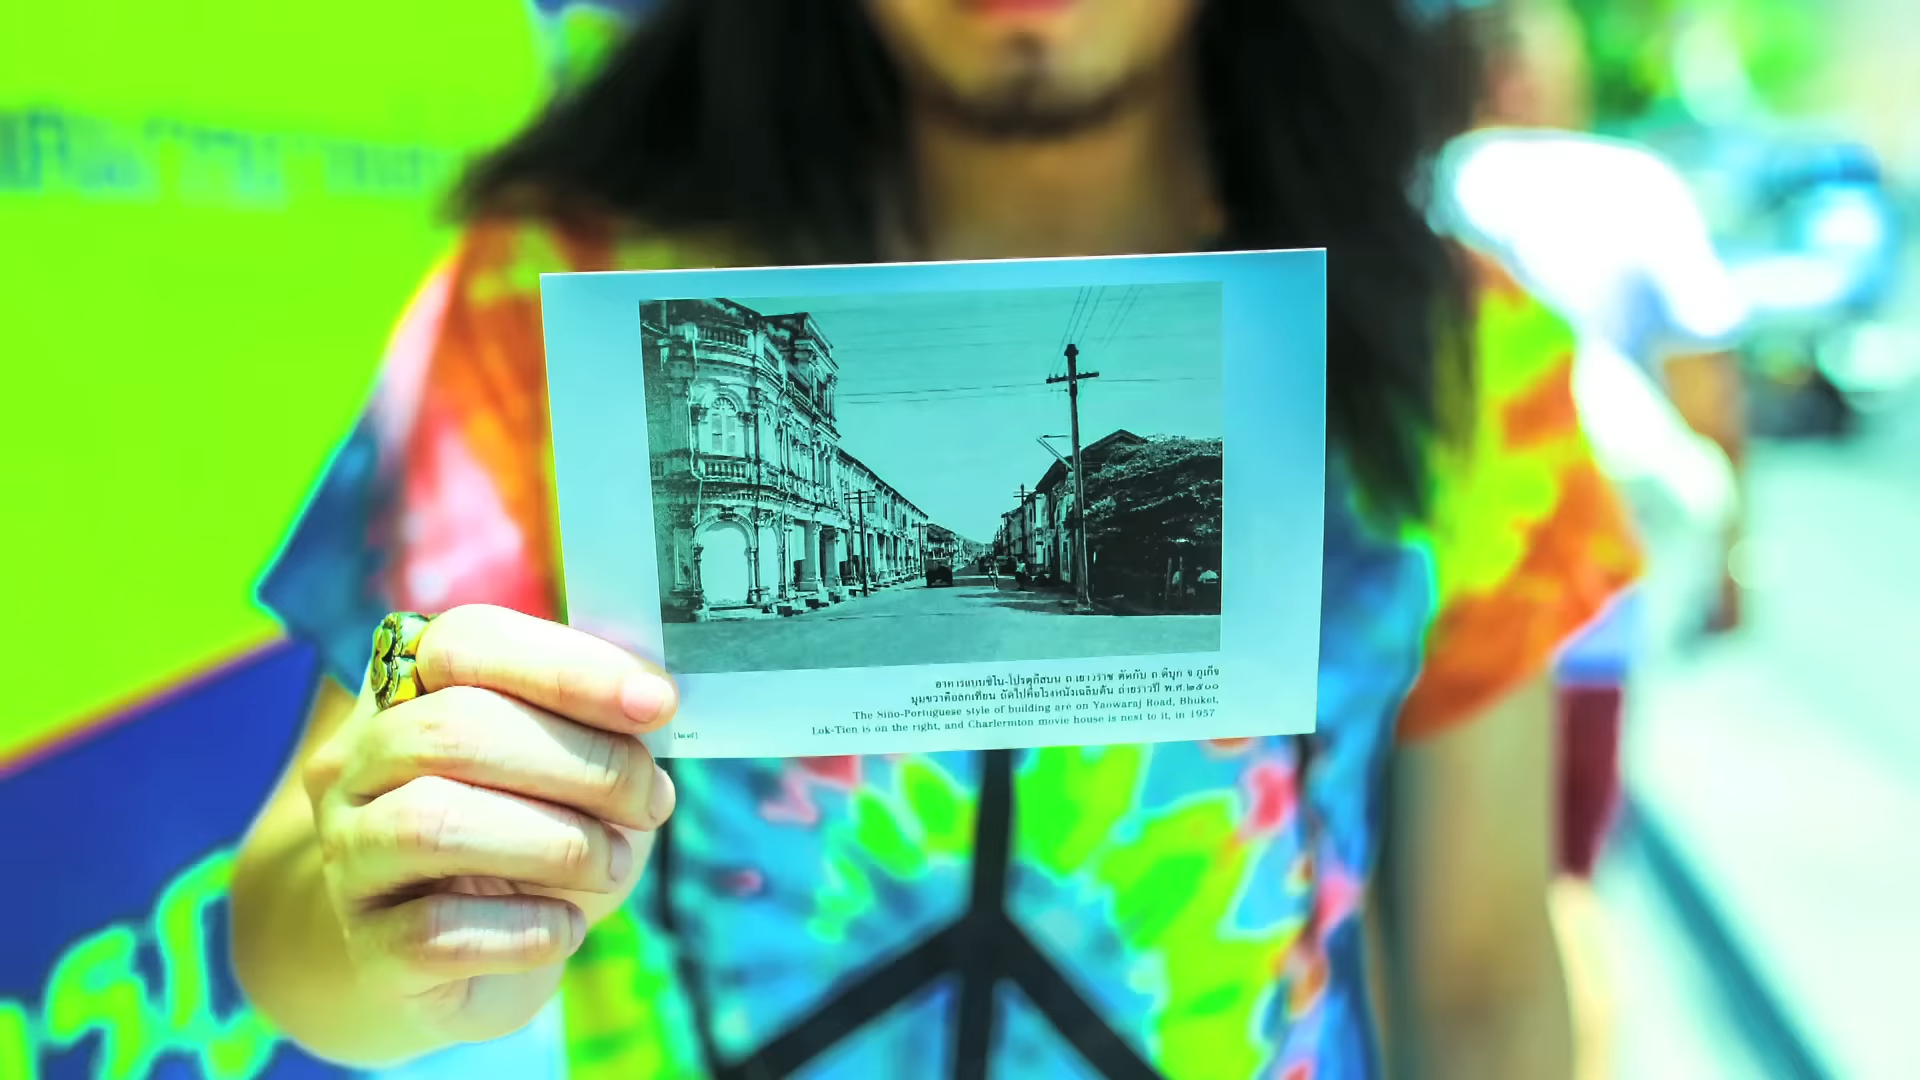 อาคารแบบชิโน-โปรตุกีสบน ถ.เยาวราช ตัดกับ ถ.ดีบุก จ.ภูเก็จ
มุมขวาคือลกเทียน ถัดไปคือโรงหนังเฉลิมตัน ถ่ายราวปี พ.ศ.๒๕๐๐
The Sino-Portuguese style of building are on Yaowaraj Road, Bhuket,
Lok-Tien is on the right, and Charlermton movie house is next to it, in 1957